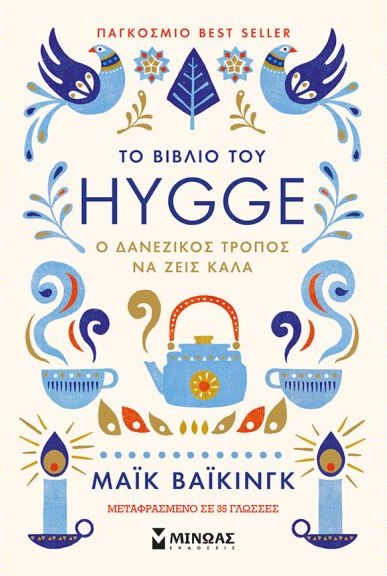 ΠΑΓΚΟΣΜΙΟ BEST SELLER
ΤΟ ΒΙΒΛΙΟ ΤΟΥ
HYGGE
Ο ΔΑΝΕΖΙΚΟΣ ΤΡΟΠΟΣ
ΝΑ ΖΕΙΣ ΚΑΛΑ
ΜΑΪΚ ΒΑΪΚΙΝΓΚ
ΜΕΤΑΦΡΑΣΜΕΝΟ ΣΕ 35 ΓΛΩΣΣΕΣ
ΜΙΝΩΑΣ
ΕΚΔΟΣΕΙΣ